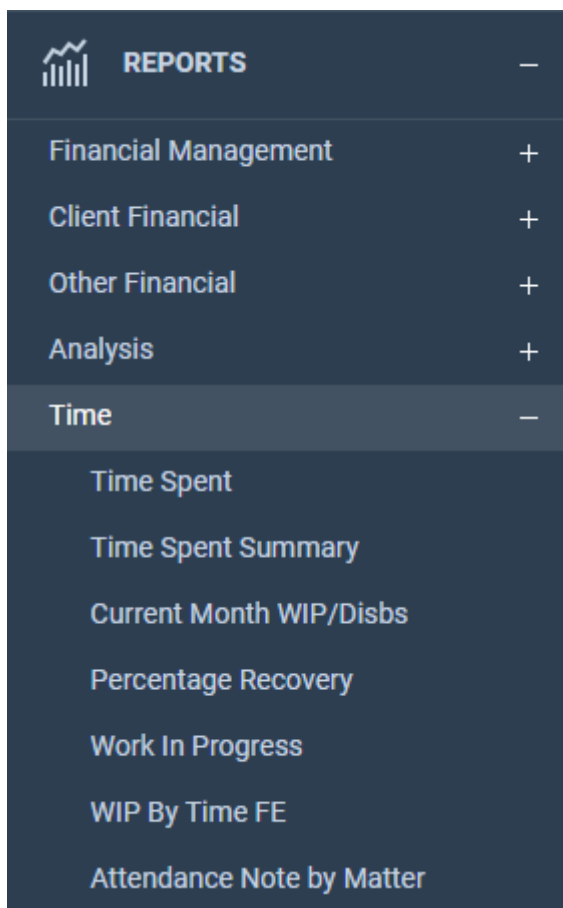 REPORTS
Financial Management
Client Financial
Other Financial
Analysis
Time
Time Spent
Time Spent Summary
Current Month WIP/Disbs
Percentage Recovery
Work In Progress
WIP By Time FE
Attendance Note by Matter